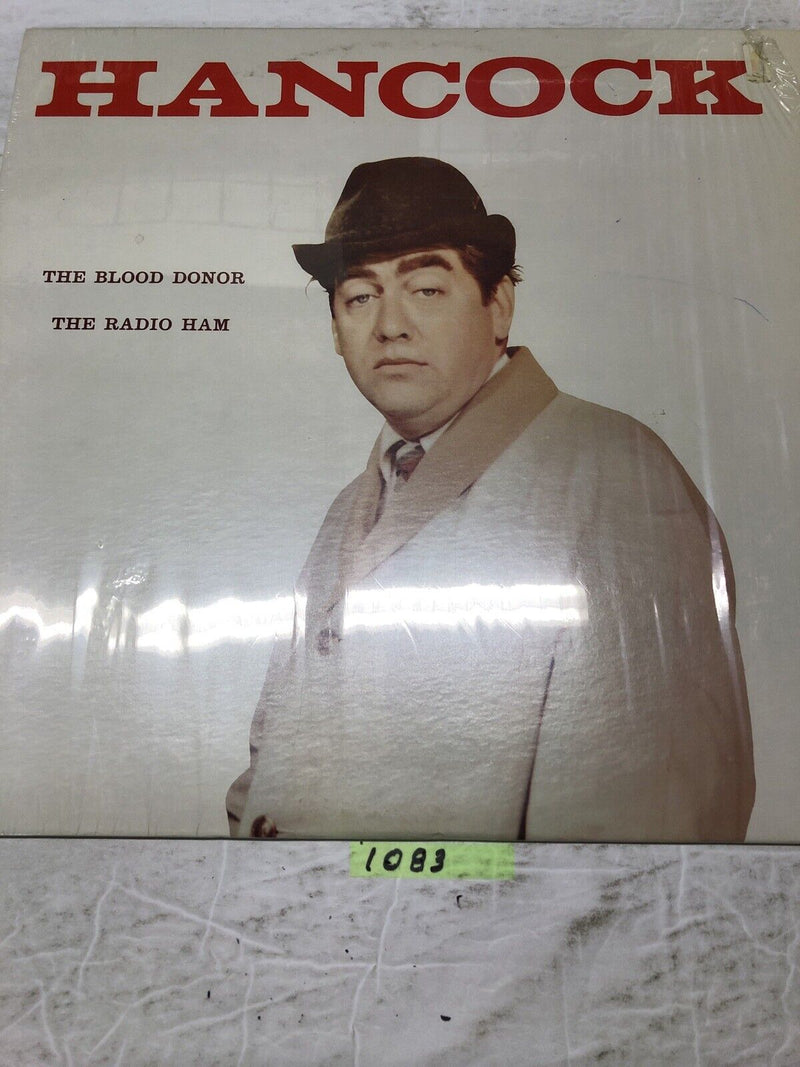 HANCOCK
THE BLOOD DONOR
THE RADIO HAM
1083